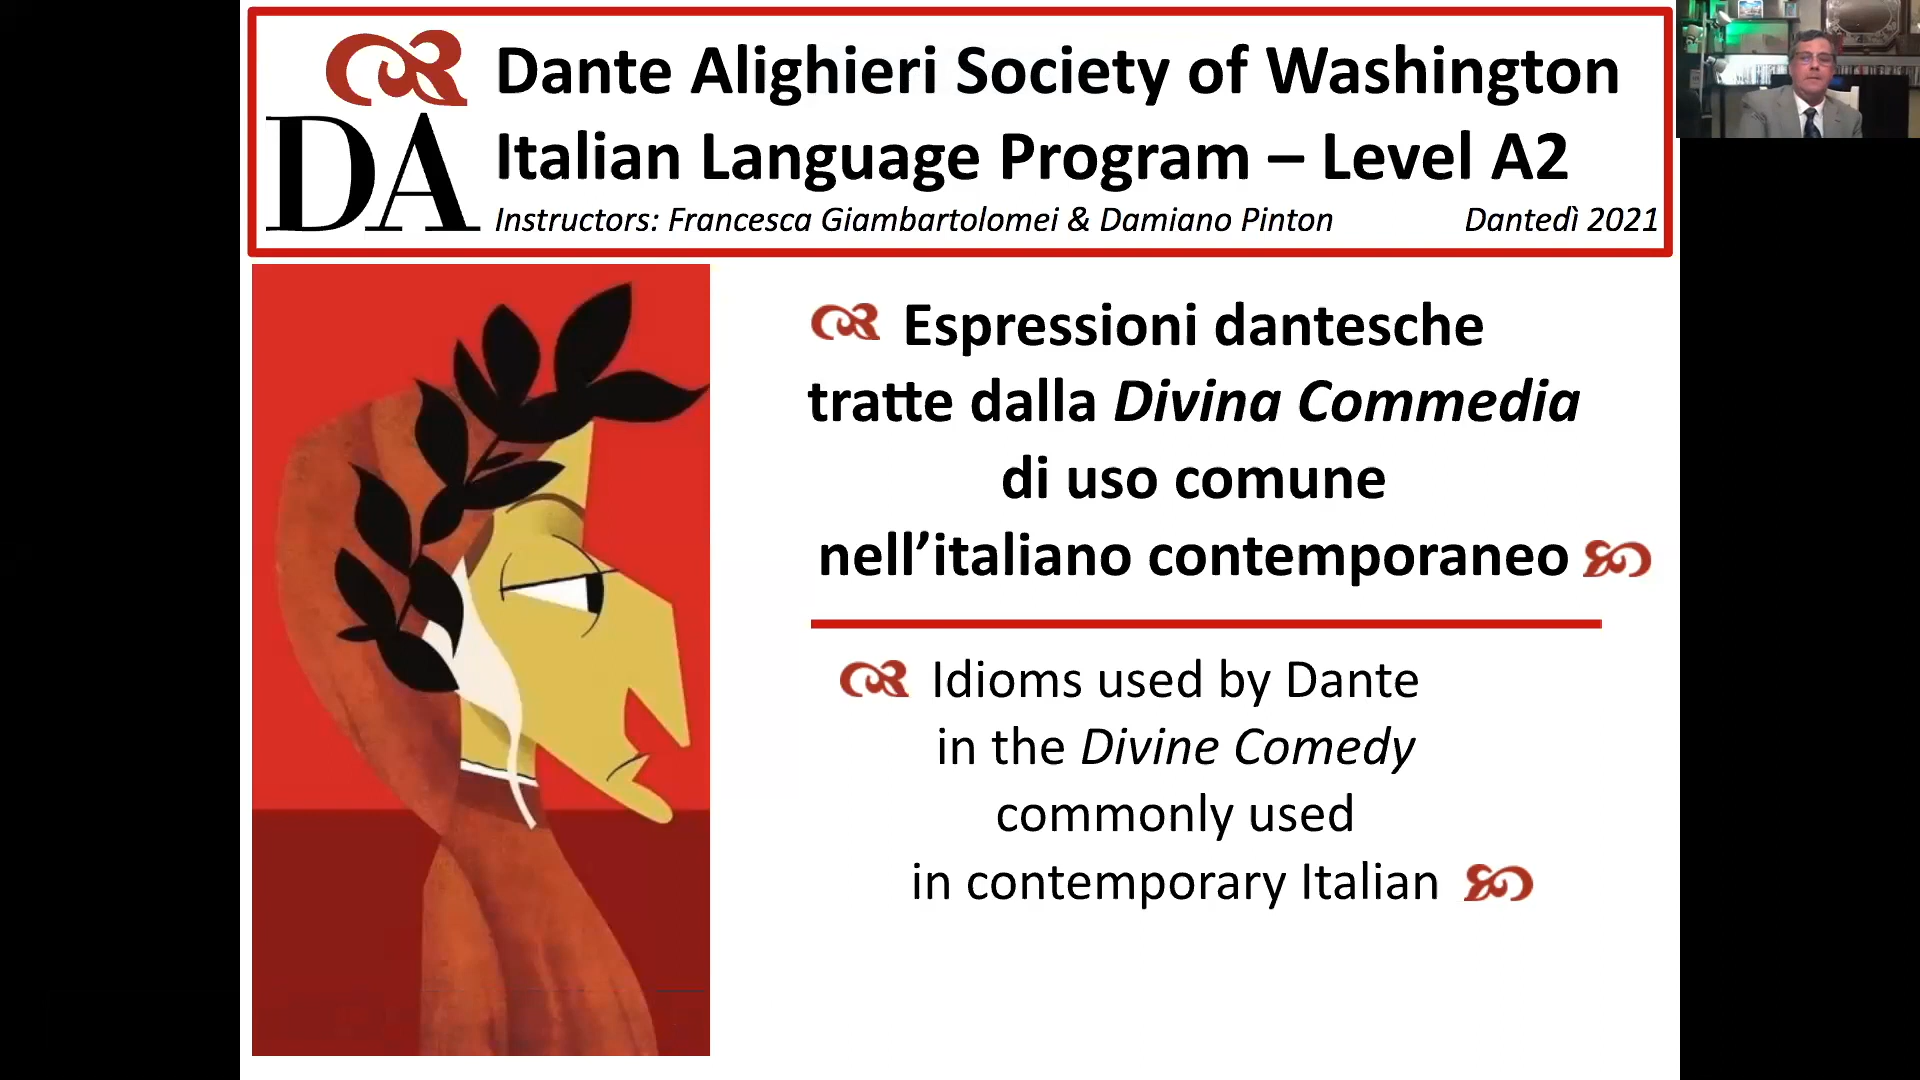 Dante Alighieri Society of Washington
Italian Language Program – Level A2
DA
Instructors: Francesca Giambartolomei & Damiano Pinton Dantedì 2021
Espressioni dantesche
tratte dalla Divina Commedia
di uso comune
nell’italiano contemporaneo
Idioms used by Dante
in the Divine Comedy
commonly used
in contemporary Italian